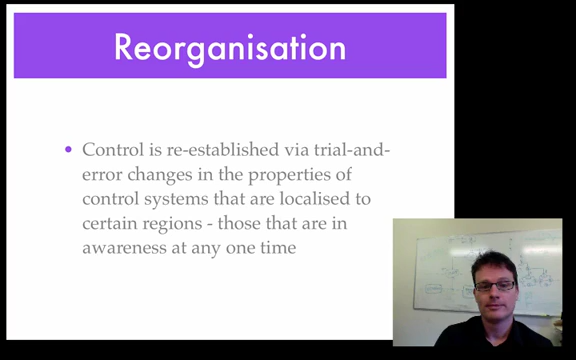 Reorganisation
• Control is re-established via trial-and-
error changes in the properties of
control systems that are localised to
certain regions - those that are in
awareness at any one time